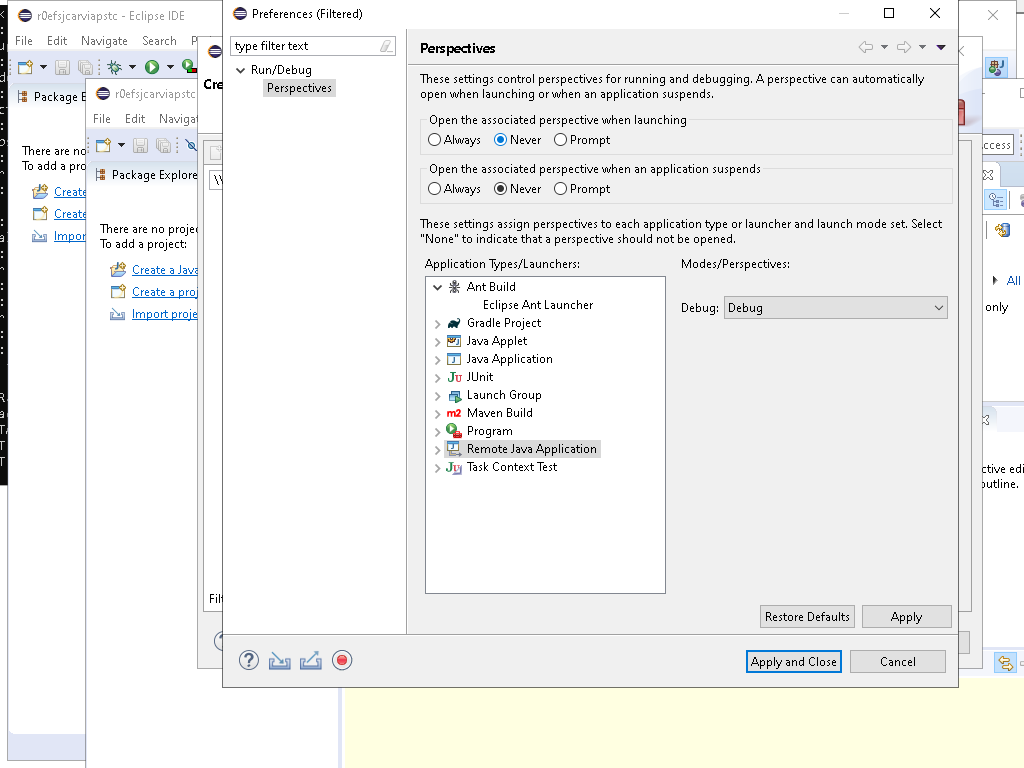 r0efsjcarviapstc - Eclipse IDE
File Edit Navigate Search
Package E
There are no
To add a pro
Create
Create
Impor
r0efsjcarviapstc
File Edit Navigat
Package Explore
There are no projec
To add a project:
Create a Java
Create a proj
Import proje
Cre
Preferences (Filtered)
type filter text
Run/Debug
Perspectives
Perspectives
These settings control perspectives for running and debugging. A perspective can automatically
open when launching or when an application suspends.
Open the associated perspective when launching
Always Never Prompt
Open the associated perspective when an application suspends
Always Never Prompt
These settings assign perspectives to each application type or launcher and launch mode set. Select
"None" to indicate that a perspective should not be opened.
Application Types/Launchers:
Modes/Perspectives:
Ant Build
Eclipse Ant Launcher
Gradle Project
Java Applet
Java Application
JUnit
Launch Group
Maven Build
Program
Remote Java Application
Task Context Test
Debug: Debug
Restore Defaults Apply
Apply and Close Cancel
ccess
All
only
ctive edi
outline.